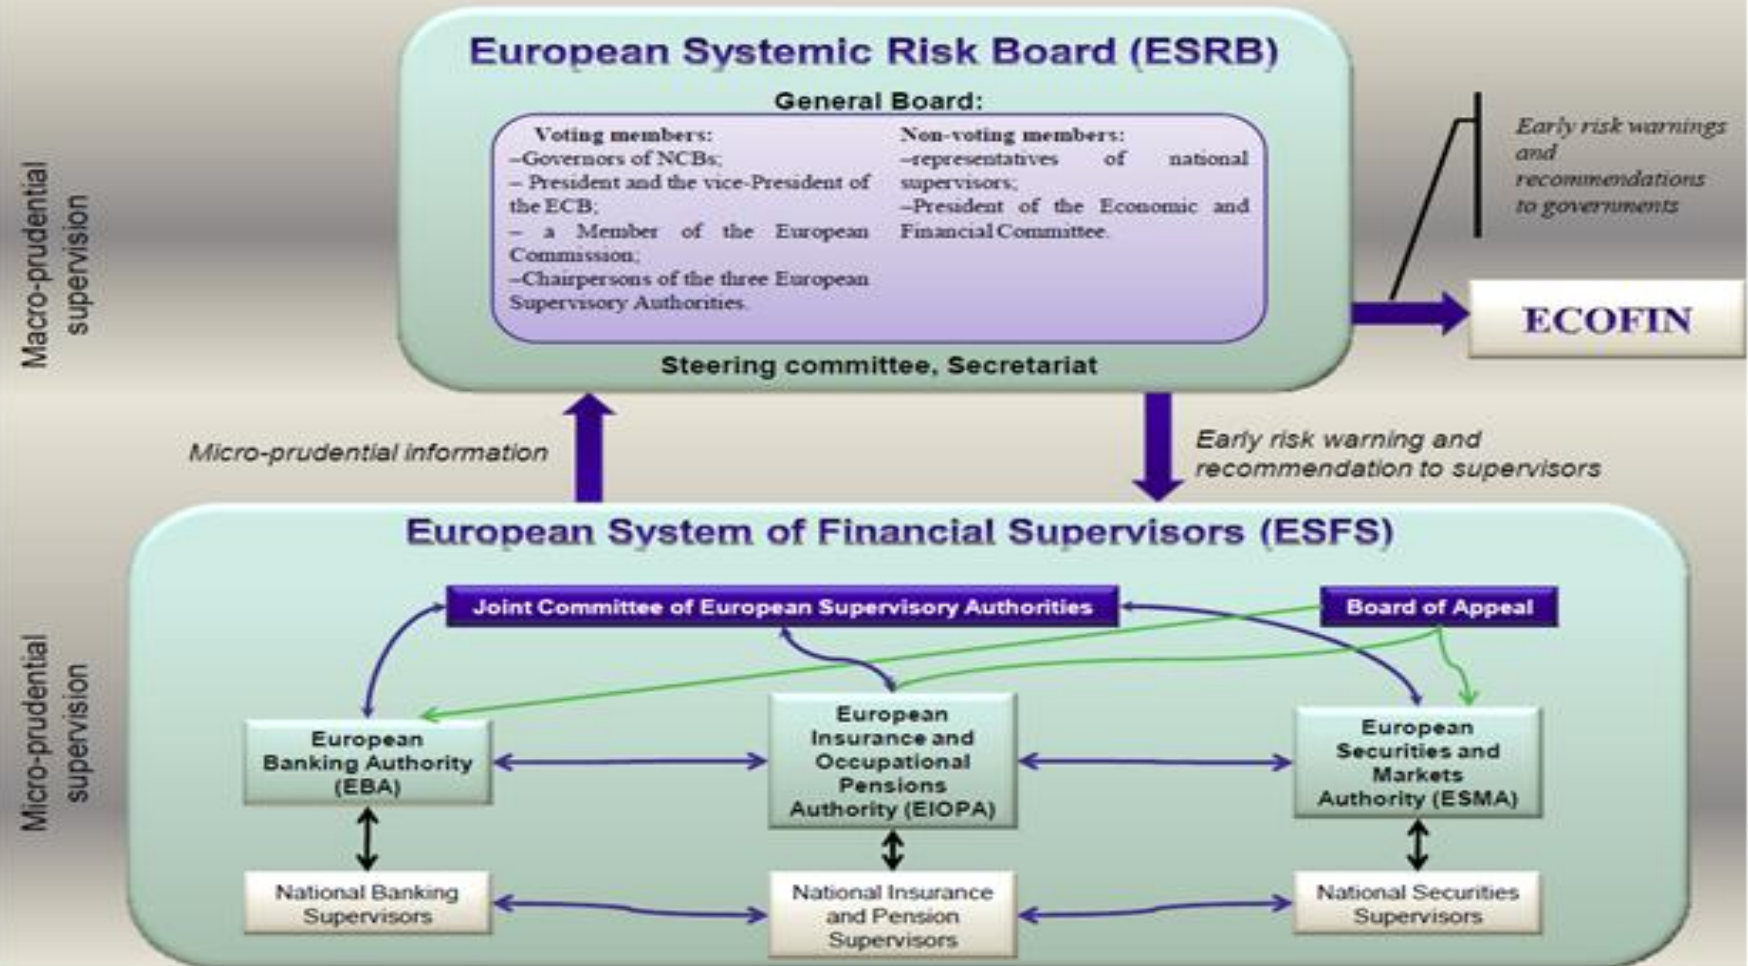 European Systemic Risk Board (ESRB)
General Board:
Voting members:
–Governors of NCBs;
– President and the vice-President of
the ECB;
– a Member of the European
Commission;
–Chairpersons of the three European
Supervisory Authorities.
Non-voting members:
–representatives of national
supervisors;
–President of the Economic and
Financial Committee.
Steering committee, Secretariat
Early risk warnings
and
recommendations
to governments
ECOFIN
Macro-prudential
supervision
Micro-prudential information
Early risk warning and
recommendation to supervisors
European System of Financial Supervisors (ESFS)
Joint Committee of European Supervisory Authorities
Board of Appeal
Micro-prudential
supervision
European
Banking Authority
(EBA)
European
Insurance and
Occupational
Pensions
Authority (EIOPA)
European
Securities and
Markets
Authority (ESMA)
National Banking
Supervisors
National Insurance
and Pension
Supervisors
National Securities
Supervisors